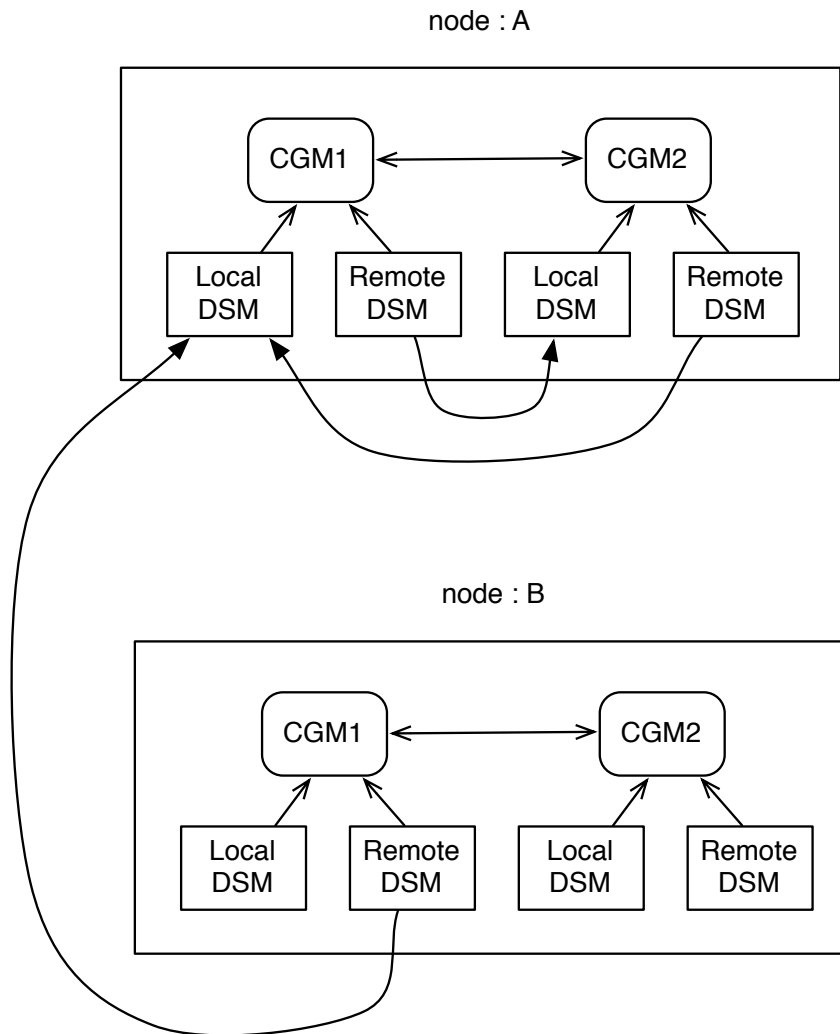 node : A
CGM1
CGM2
Local
DSM
Remote
DSM
Local
DSM
Remote
DSM
node : B
CGM1
CGM2
Local
DSM
Remote
DSM
Local
DSM
Remote
DSM